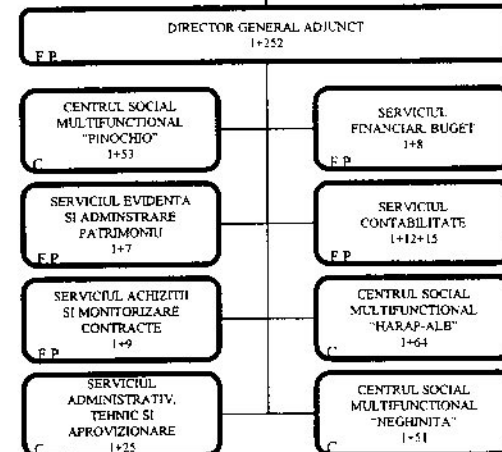 DIRECTOR GENERAL ADJUNCT
1+252
F.P.
CENTRUL SOCIAL
MULTIFUNCTIONAL
"PINOCHIO"
1+53
C
SERVICIUL
FINANCIAR BUGET
1+8
F.P.
SERVICIUL EVIDENTA
SI ADMINSTRARE
PATRIMONIU
1+7
F.P.
SERVICIUL
CONTABILITATE
1+12+15
F.P.
SERVICIUL ACHIZITII
SI MONITORIZARE
CONTRACTE
1+9
F.P.
CENTRUL SOCIAL
MULTIFUNCTIONAL
"HARAP-ALB"
1+64
C
SERVICIUL
ADMINISTRATIV,
TEHNIC SI
APROVIZIONARE
1+25
C
CENTRUL SOCIAL
MULTIFUNCTIONAL
"NEGHINITA"
1+51
C